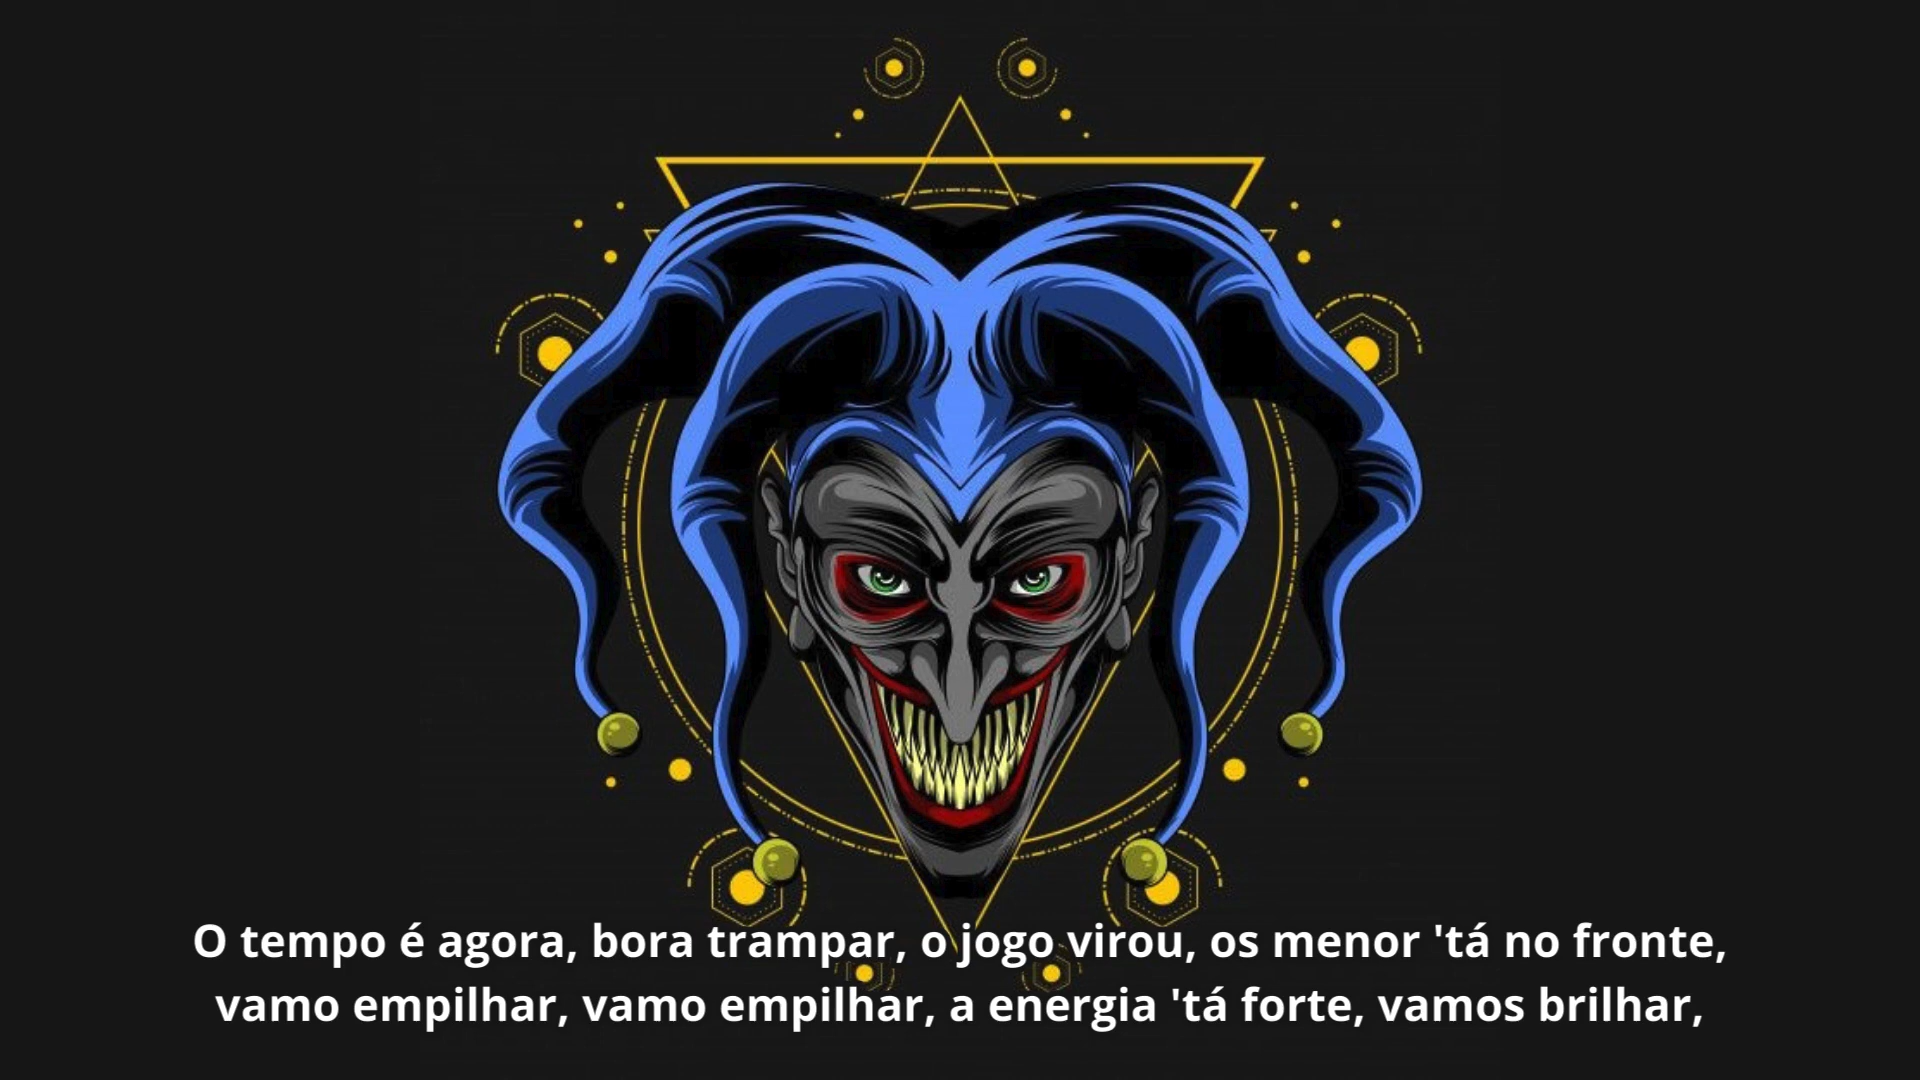 O tempo é agora, bora trampar, o jogo virou, os menor 'tá no fronte,
vamo empilhar, vamo empilhar, a energia 'tá forte, vamos brilhar,